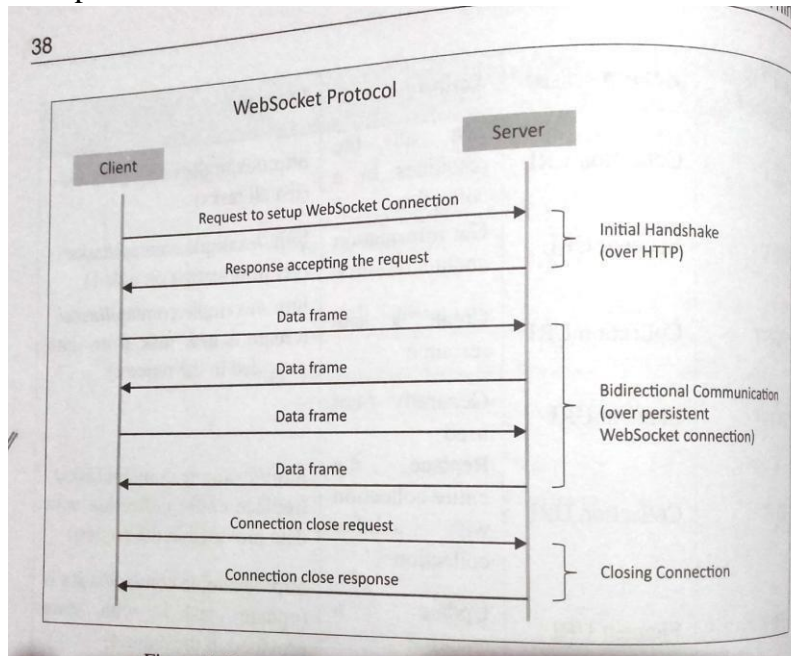 38
WebSocket Protocol
Client
Server
Request to setup WebSocket Connection
Response accepting the request
Initial Handshake
(over HTTP)
Data frame
Data frame
Data frame
Data frame
Bidirectional Communication
(over persistent
WebSocket connection)
Connection close request
Connection close response
Closing Connection